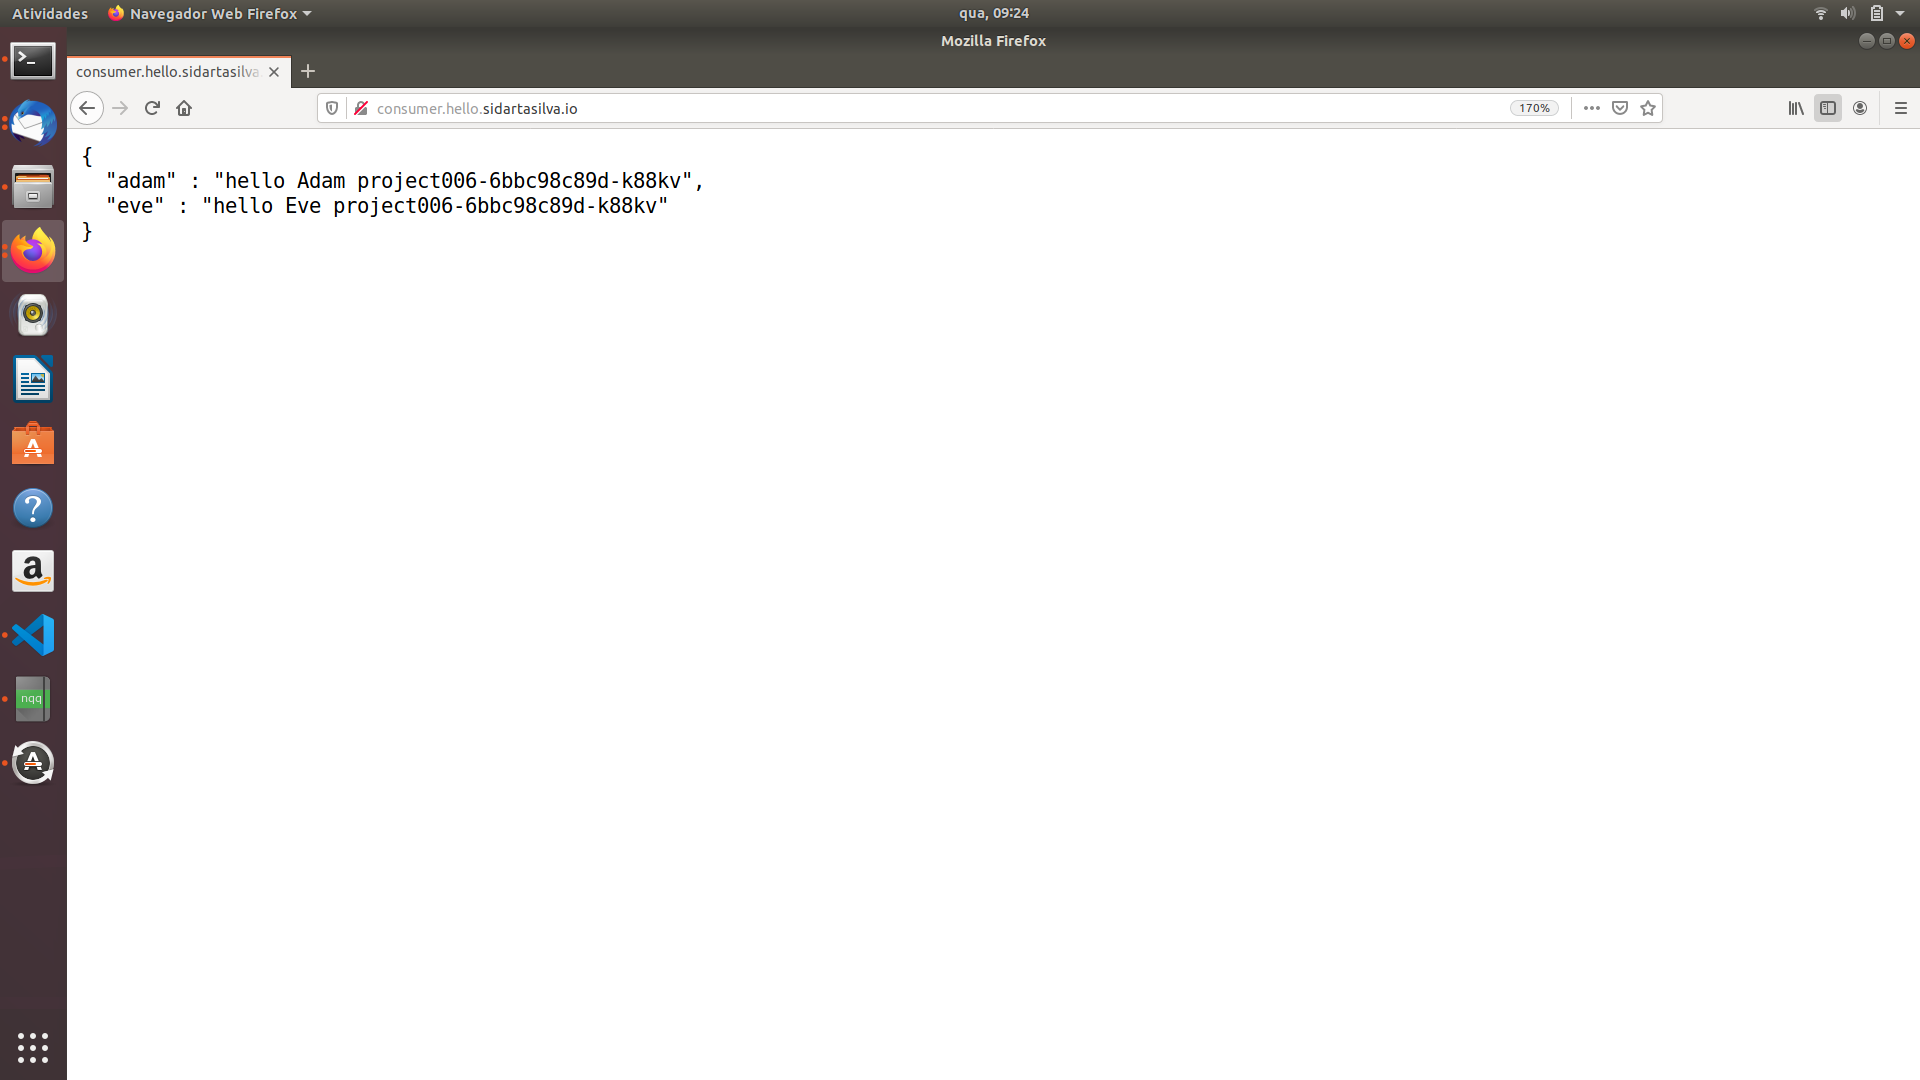 Atividades
Navegador Web Firefox
qua, 09:24
Mozilla Firefox
consumer.hello.sidartasilva
consumer.hello.sidartasilva.io
170%
{
"adam" : "hello Adam project006-6bbc98c89d-k88kv",
"eve" : "hello Eve project006-6bbc98c89d-k88kv"
}
?
a
nqq